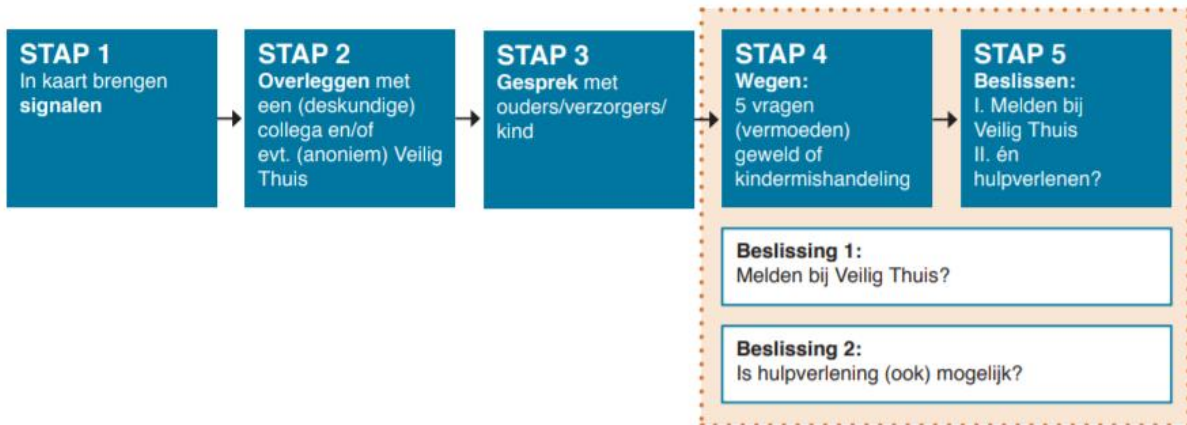 STAP 1
In kaart brengen
signalen
STAP 2
Overleggen met
een (deskundige)
collega en/of
evt. (anoniem) Veilig
Thuis
STAP 3
Gesprek met
ouders/verzorgers/
kind
STAP 4
Wegen:
5 vragen
(vermoeden)
geweld of
kindermishandeling
STAP 5
Beslissen:
I. Melden bij
Veilig Thuis
II. én
hulpverlenen?
Beslissing 1:
Melden bij Veilig Thuis?
Beslissing 2:
Is hulpverlening (ook) mogelijk?